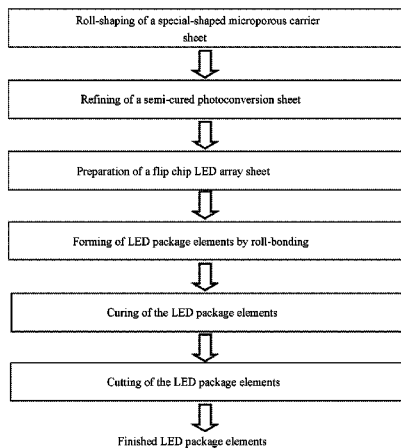 Roll-shaping of a special-shaped microporous carrier
sheet
Refining of a semi-cured photoconversion sheet
Preparation of a flip chip LED array sheet
Forming of LED package elements by roll-bonding
Curing of the LED package elements
Cutting of the LED package elements
Finished LED package elements